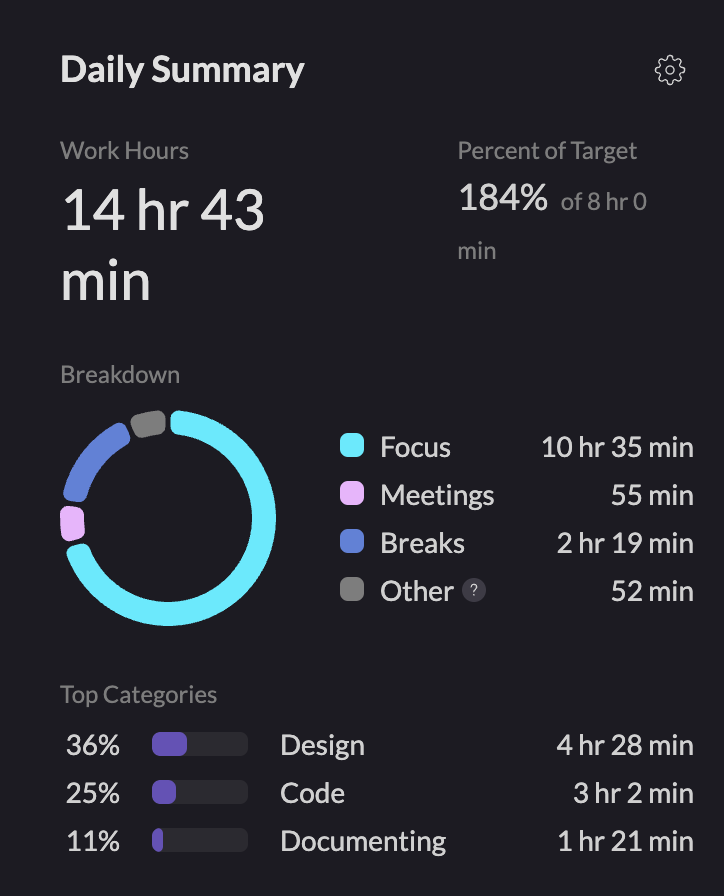 Daily Summary
Work Hours
14 hr 43
min
Percent of Target
184% of 8 hr 0
min
Breakdown
Focus 10 hr 35 min
Meetings 55 min
Breaks 2 hr 19 min
Other ? 52 min
Top Categories
36% Design 4 hr 28 min
25% Code 3 hr 2 min
11% Documenting 1 hr 21 min